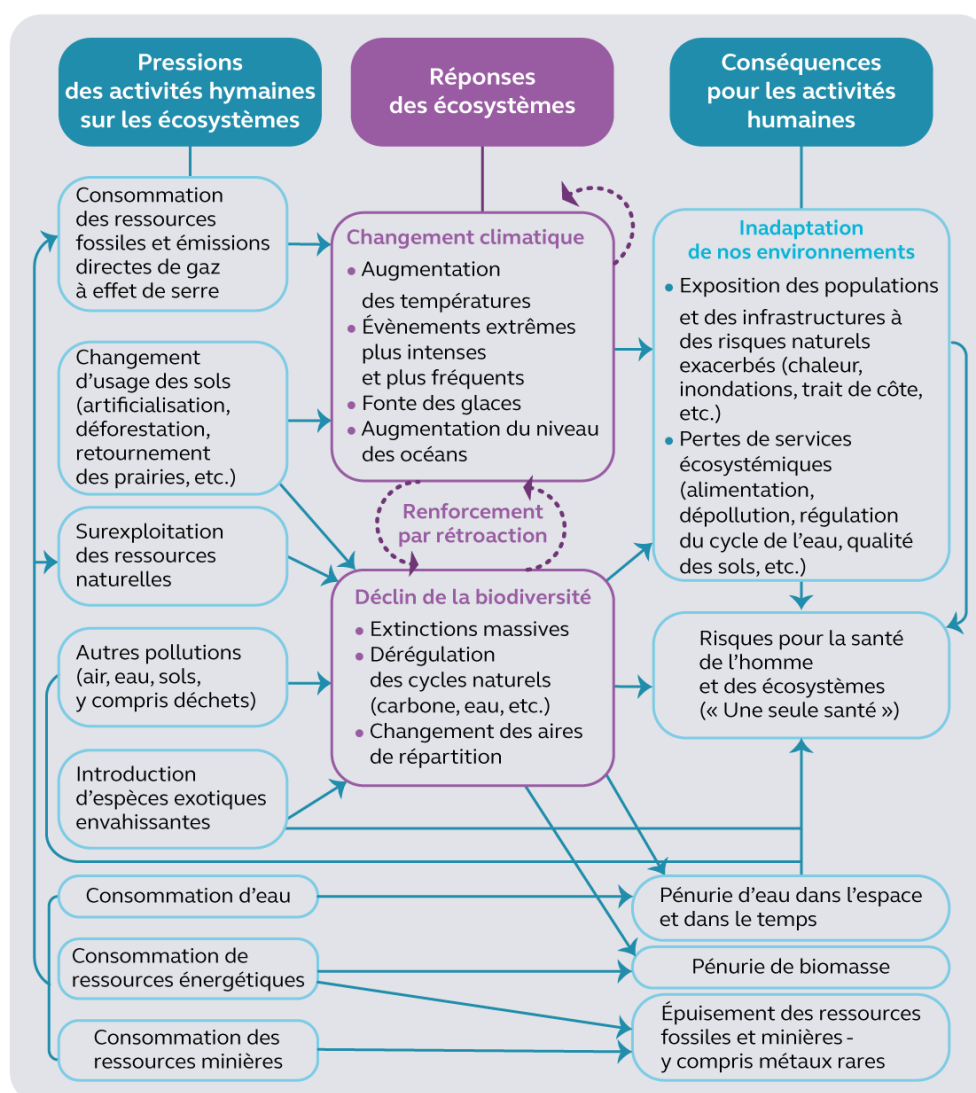 Pressions
des activités hymaines
sur les écosystèmes
Réponses
des écosystèmes
Conséquences
pour les activités
humaines
Consommation
des ressources
fossiles et émissions
directes de gaz
à effet de serre
Changement
d’usage des sols
(artificialisation,
déforestation,
retournement
des prairies, etc.)
Surexploitation
des ressources
naturelles
Autres pollutions
(air, eau, sols,
y compris déchets)
Introduction
d’espèces exotiques
envahissantes
Consommation d’eau
Consommation de
ressources énergétiques
Consommation des
ressources minières
Changement climatique
• Augmentation
des températures
• Évènements extrêmes
plus intenses
et plus fréquents
• Fonte des glaces
• Augmentation du niveau
des océans
Renforcement
par rétroaction
Déclin de la biodiversité
• Extinctions massives
• Dérégulation
des cycles naturels
(carbone, eau, etc.)
• Changement des aires
de répartition
Inadaptation
de nos environnements
• Exposition des populations
et des infrastructures à
des risques naturels
exacerbés (chaleur,
inondations, trait de côte,
etc.)
• Pertes de services
écosystémiques
(alimentation,
dépollution, régulation
du cycle de l’eau, qualité
des sols, etc.)
Risques pour la santé
de l’homme
et des écosystèmes
(« Une seule santé »)
Pénurie d’eau dans l’espace
et dans le temps
Pénurie de biomasse
Épuisement des ressources
fossiles et minières -
y compris métaux rares